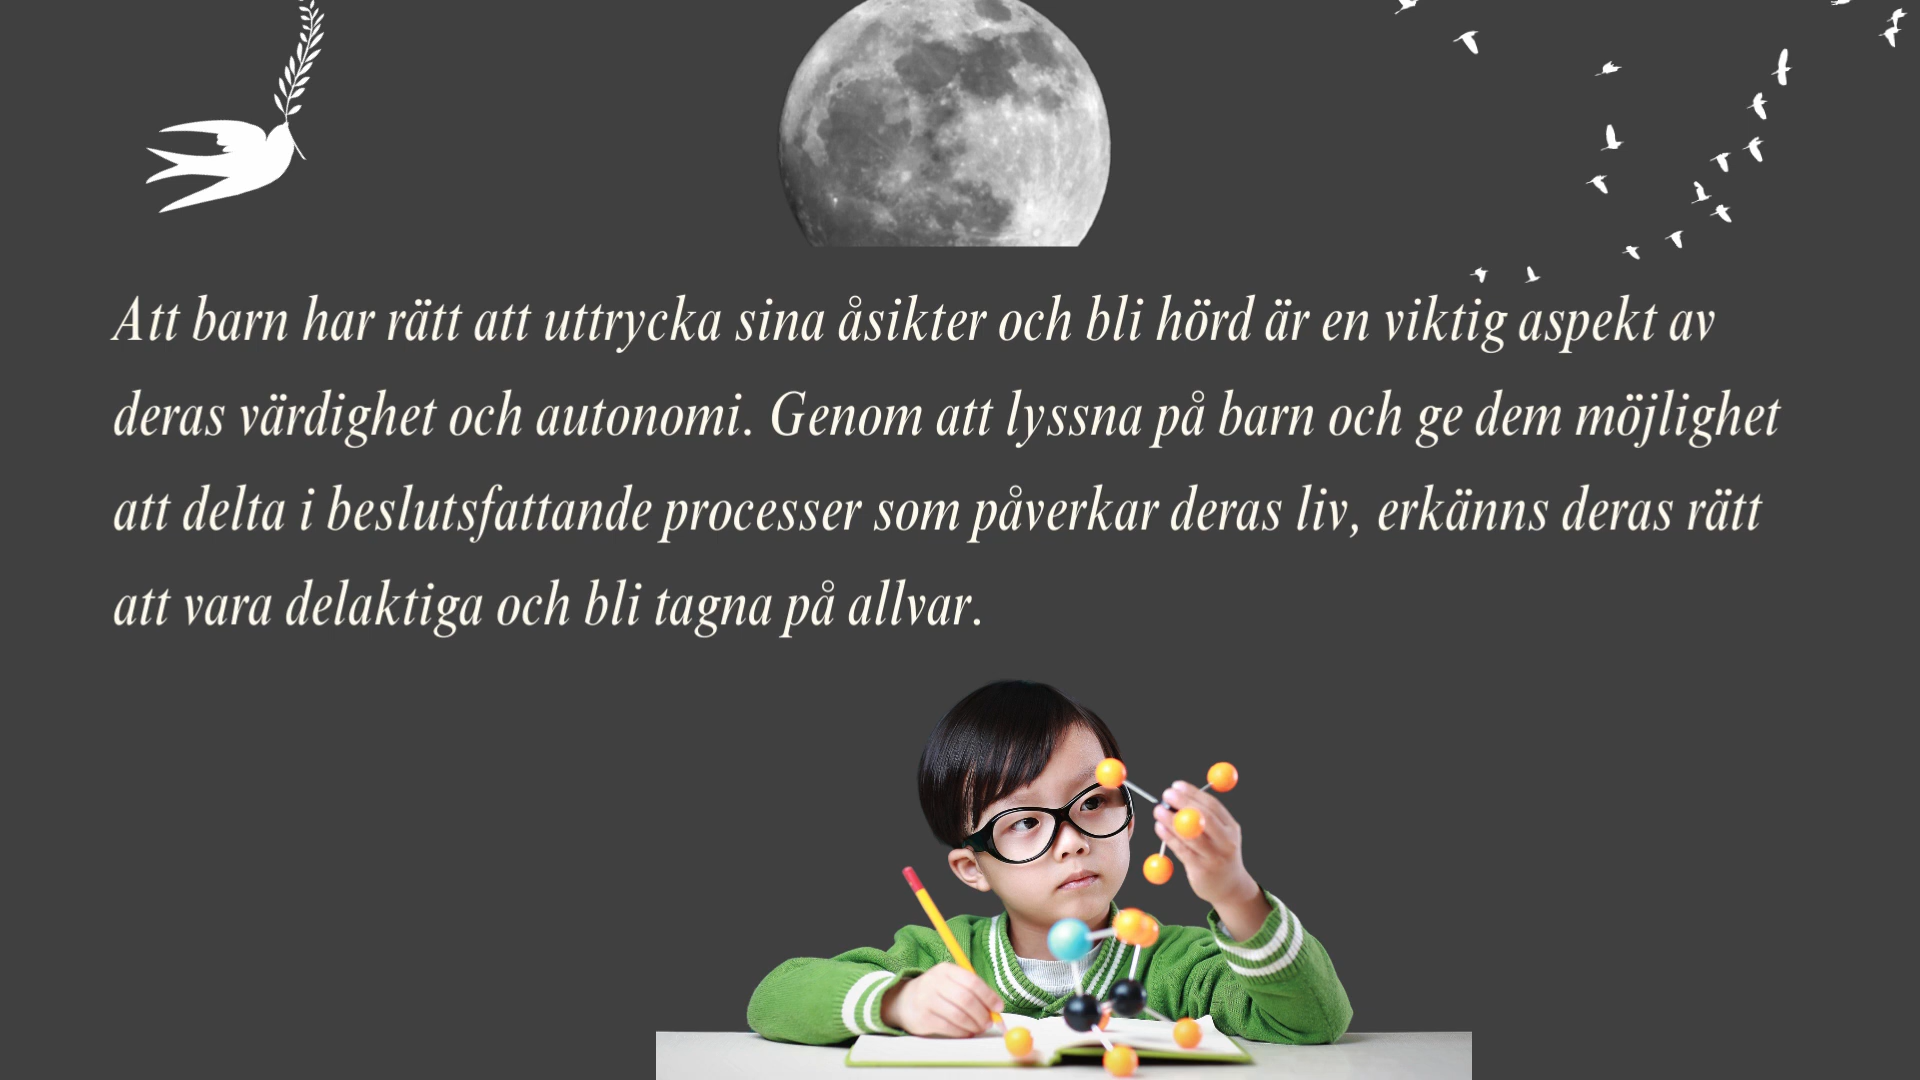 Att barn har rätt att uttrycka sina åsikter och bli hörd är en viktig aspekt av
deras värdighet och autonomi. Genom att lyssna på barn och ge dem möjlighet
att delta i beslutsfattande processer som påverkar deras liv, erkänns deras rätt
att vara delaktiga och bli tagna på allvar.